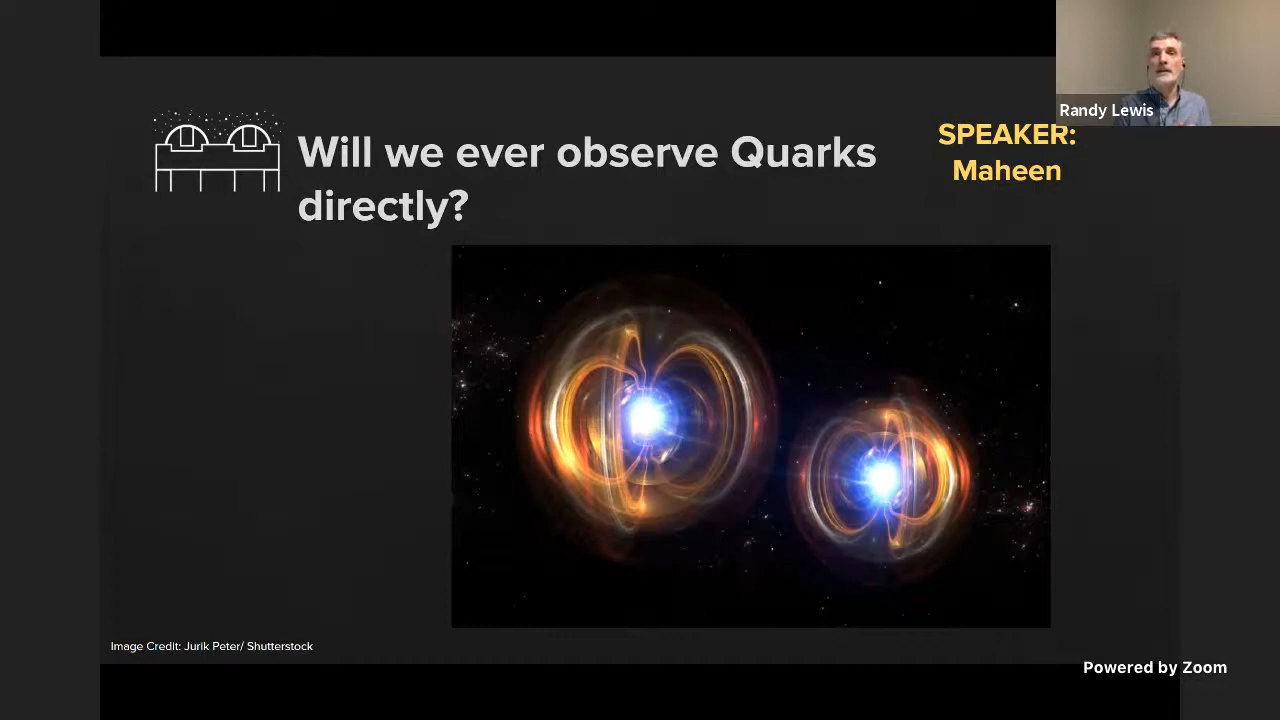 Randy Lewis
Will we ever observe Quarks
directly?
SPEAKER:
Maheen
Image Credit: Jurik Peter/ Shutterstock
Powered by Zoom